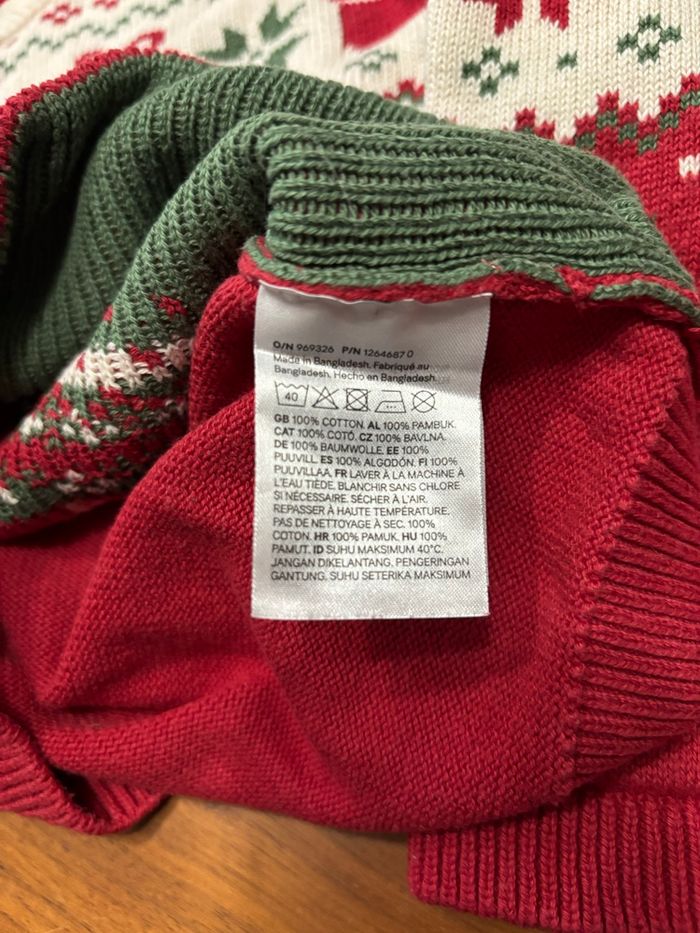 O/N 969326 P/N 1264687 0
Made in Bangladesh. Fabriqué au
Bangladesh. Hecho en Bangladesh.
40
GB 100% COTTON. AL 100% PAMBUK.
CAT 100% COTÓ. CZ 100% BAVLNA.
DE 100% BAUMWOLLE. EE 100%
PUUVILL. ES 100% ALGODÓN. FI 100%
PUUVILLAA. FR LAVER À LA MACHINE À
L'EAU TIÈDE. BLANCHIR SANS CHLORE
SI NÉCESSAIRE. SÉCHER À L'AIR.
REPASSER À HAUTE TEMPÉRATURE.
PAS DE NETTOYAGE À SEC. 100%
COTON. HR 100% PAMUK. HU 100%
PAMUT. ID SUHU MAKSIMUM 40°C.
JANGAN DIKELANTANG, PENGERINGAN
GANTUNG. SUHU SETERIKA MAKSIMUM